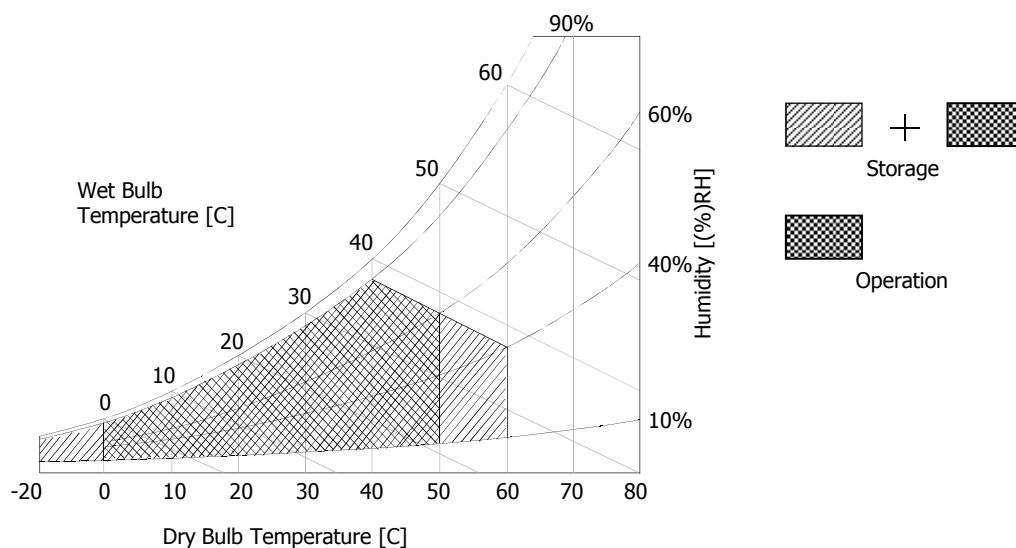 90%
60
60%
50
Wet Bulb
Temperature [C]
Storage
40
40%
Humidity [(%)RH]
Operation
30
20
10
0
10%
-20 0 10 20 30 40 50 60 70 80
Dry Bulb Temperature [C]